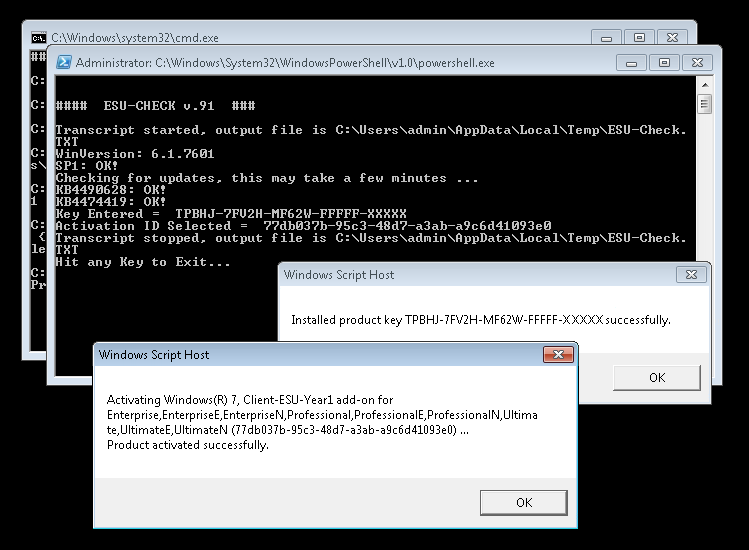 C:\Windows\system32\cmd.exe
Administrator: C:\Windows\System32\WindowsPowerShell\v1.0\powershell.exe
#### ESU-CHECK v.91 ###
Transcript started, output file is C:\Users\admin\AppData\Local\Temp\ESU-Check.
TXT
WinVersion: 6.1.7601
SP1: OK!
Checking for updates, this may take a few minutes ...
KB4490628: OK!
KB4474419: OK!
Key Entered = TPBHJ-7FV2H-MF62W-FFFFF-XXXXX
Activation ID Selected = 77db037b-95c3-48d7-a3ab-a9c6d41093e0
Transcript stopped, output file is C:\Users\admin\AppData\Local\Temp\ESU-Check.
TXT
Hit any Key to Exit...
Windows Script Host
Installed product key TPBHJ-7FV2H-MF62W-FFFFF-XXXXX successfully.
OK
Windows Script Host
Activating Windows(R) 7, Client-ESU-Year1 add-on for
Enterprise,EnterpriseE,EnterpriseN,Professional,ProfessionalE,ProfessionalN,Ultima
te,UltimateE,UltimateN (77db037b-95c3-48d7-a3ab-a9c6d41093e0) ...
Product activated successfully.
OK